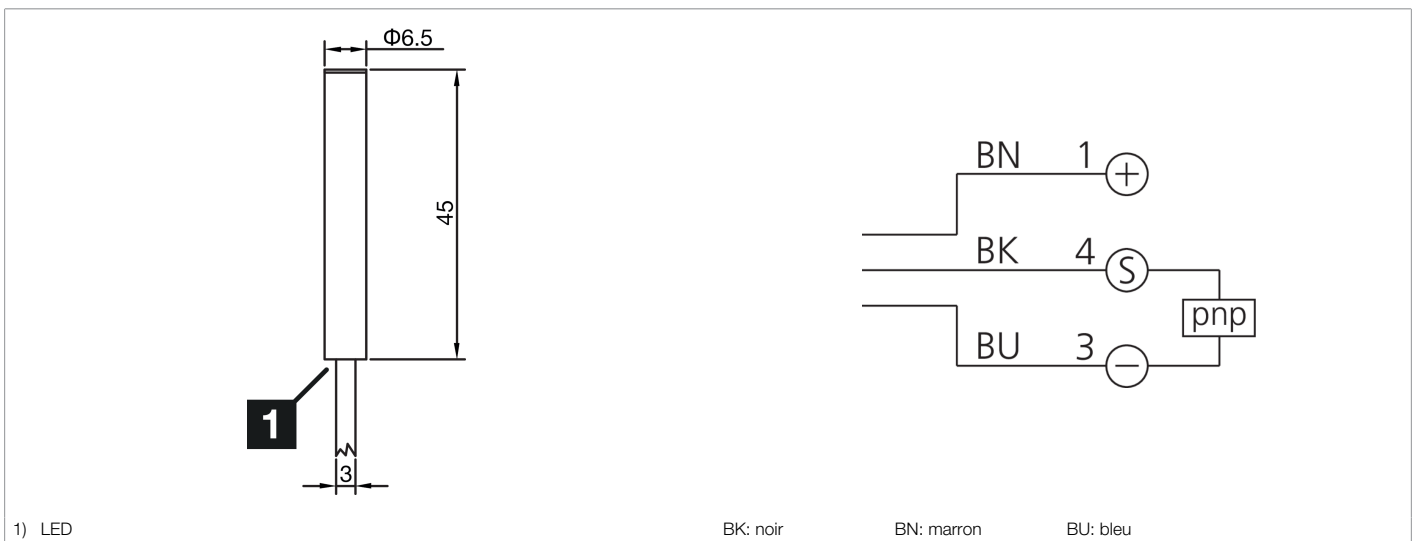 Φ6.5
45
1
3
BN 1
BK 4
S
pnp
BU 3
1) LED
BK: noir BN: marron BU: bleu